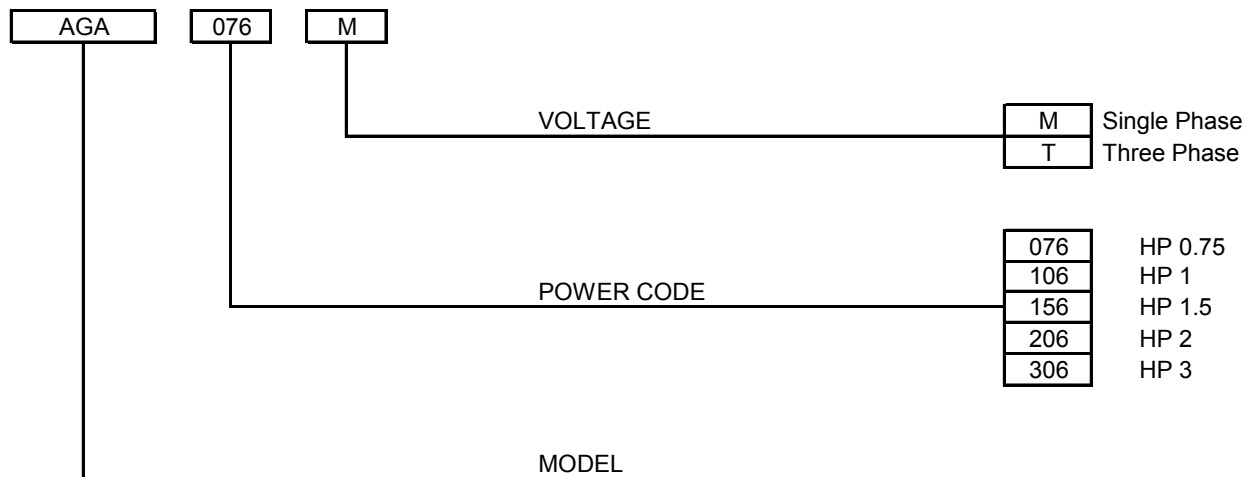 AGA 076 M
VOLTAGE M Single Phase
T Three Phase
076 HP 0.75
106 HP 1
POWER CODE 156 HP 1.5
206 HP 2
306 HP 3
MODEL